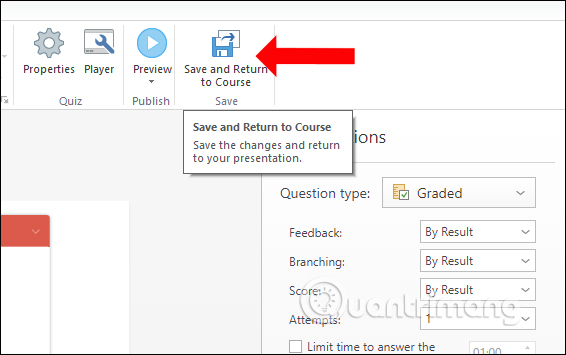 Properties
Player
Preview
Save and Return
to Course
Quiz
Publish
Save
Save and Return to Course
Save the changes and return
to your presentation.
ions
Question type:
Graded
Feedback:
By Result
Branching:
By Result
Score:
By Result
Attempts:
1
Quantrimang
Limit time to answer the
01:00